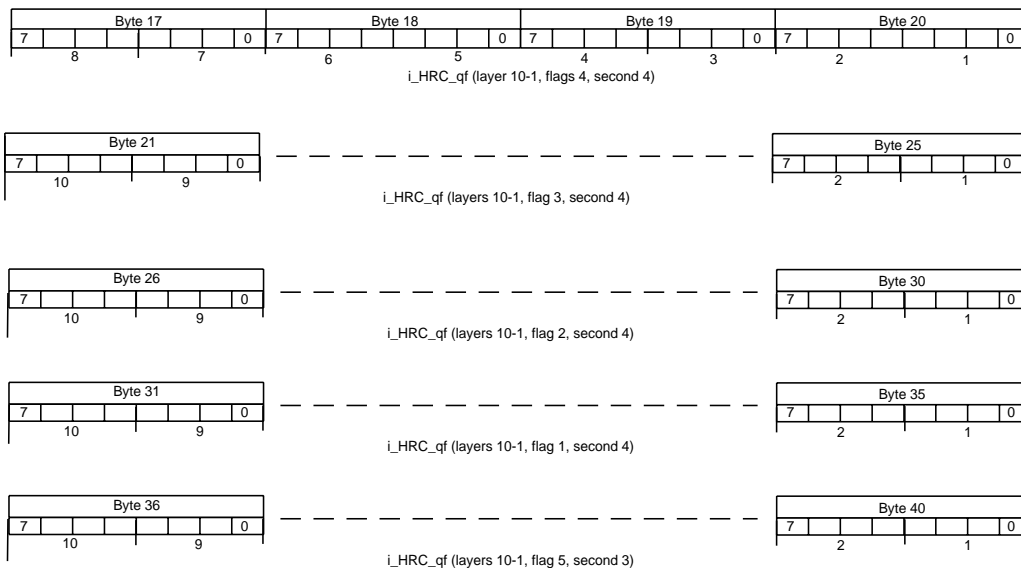 Byte 17 Byte 18 Byte 19 Byte 20
7 0 7 0 7 0 7 0
8 7 6 5 4 3 2 1
i_HRC_qf (layer 10-1, flags 4, second 4)
Byte 21 Byte 25
7 0 7 0
10 9 2 1
i_HRC_qf (layers 10-1, flag 3, second 4)
Byte 26 Byte 30
7 0 7 0
10 9 2 1
i_HRC_qf (layers 10-1, flag 2, second 4)
Byte 31 Byte 35
7 0 7 0
10 9 2 1
i_HRC_qf (layers 10-1, flag 1, second 4)
Byte 36 Byte 40
7 0 7 0
10 9 2 1
i_HRC_qf (layers 10-1, flag 5, second 3)